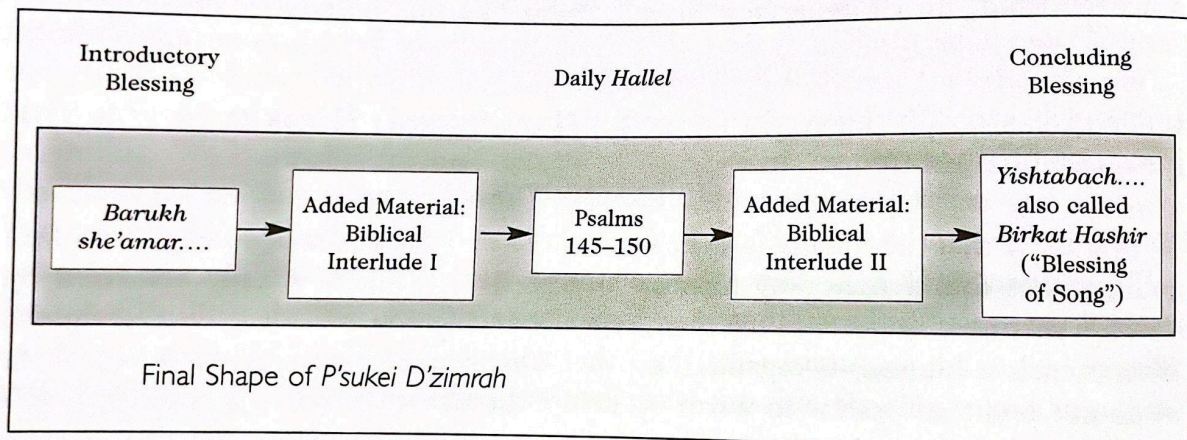 Introductory
Blessing
Daily Hallel
Concluding
Blessing
Barukh
she'amar....
Added Material:
Biblical
Interlude I
Psalms
145–150
Added Material:
Biblical
Interlude II
Yishtabach....
also called
Birkat Hashir
("Blessing
of Song")
Final Shape of P'sukei D'zimrah